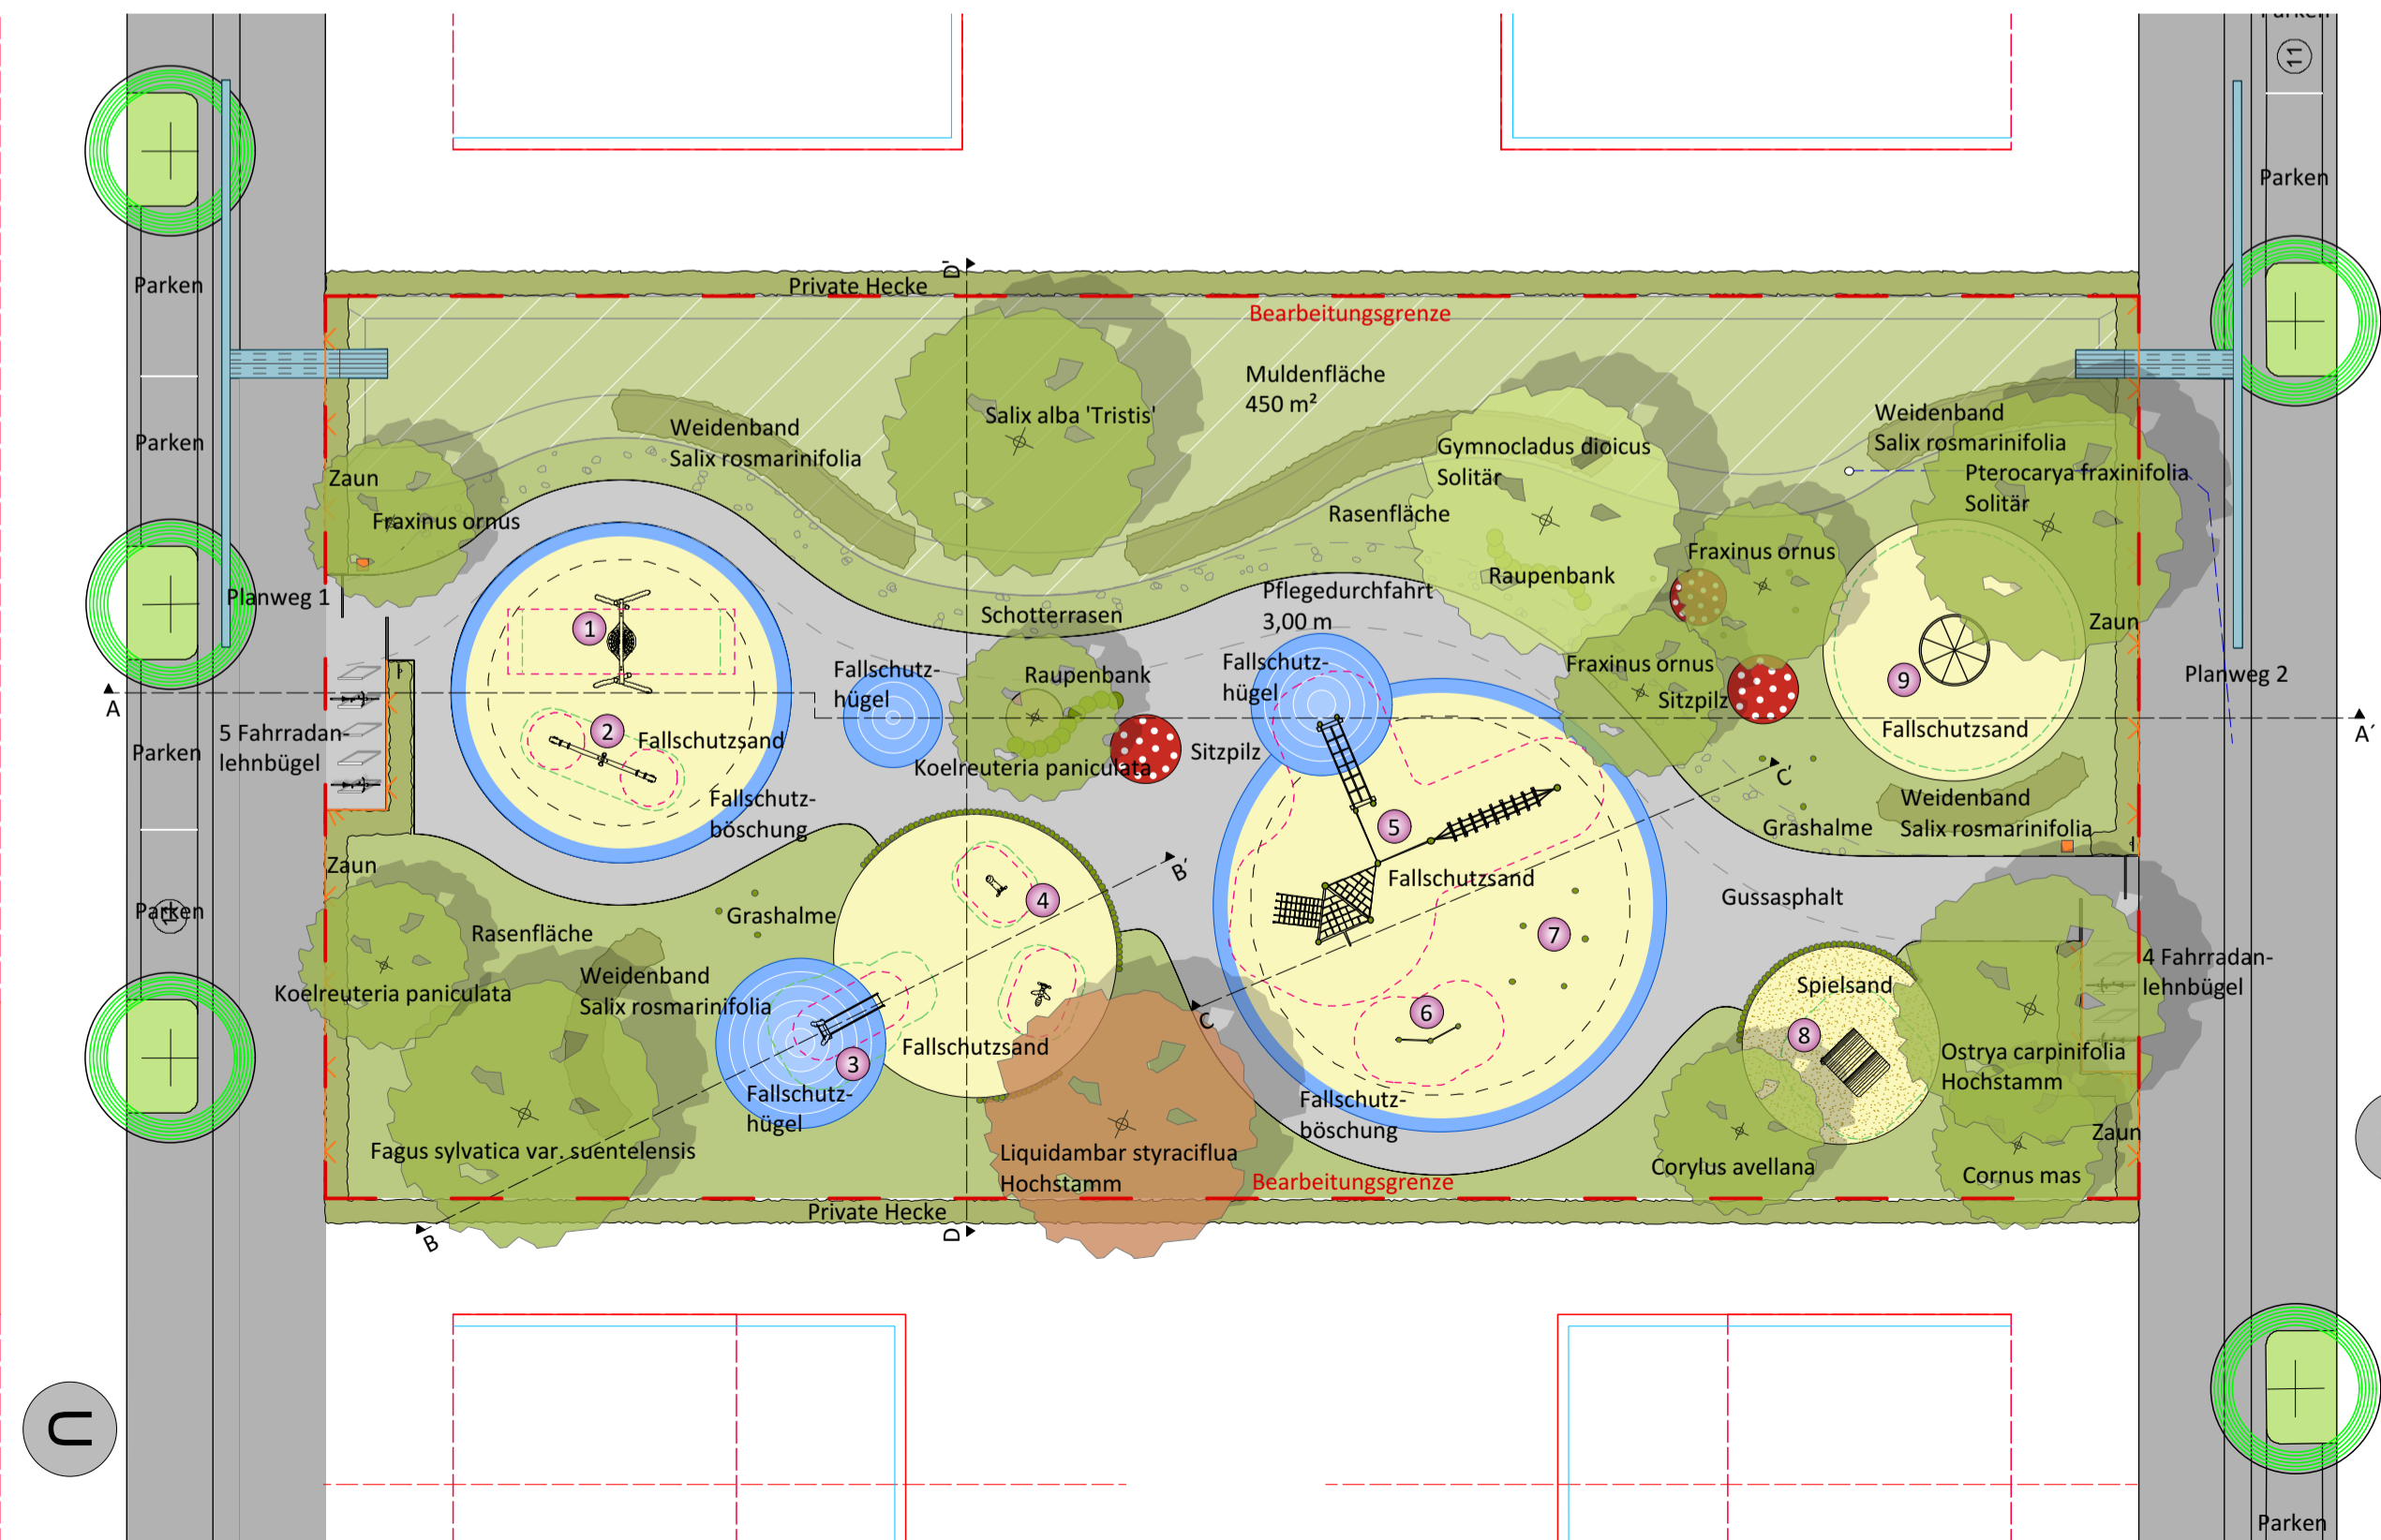 Parken
11
Parken
Parken
D'
Private Hecke
Bearbeitungsgrenze
Muldenfläche
450 m²
Salix alba 'Tristis'
Weidenband
Salix rosmarinifolia
Weidenband
Salix rosmarinifolia
Gymnocladus dioicus
Solitär
Pterocarya fraxinifolia
Solitär
Parken
Zaun
Fraxinus ornus
Rasenfläche
Fraxinus ornus
Raupenbank
Planweg 1
1
Schotterrasen
Pflegedurchfahrt
3,00 m
Zaun
Fallschutz-
hügel
Raupenbank
Fallschutz-
hügel
Fraxinus ornus
Sitzpilz
9
Planweg 2
A
A'
5 Fahrradan-
lehnbügel
Parken
2
Fallschutzsand
Koelreuteria paniculata
Sitzpilz
Fallschutzsand
C'
Fallschutz-
böschung
5
Weidenband
Salix rosmarinifolia
Grashalme
Zaun
B'
Fallschutzsand
Gussasphalt
4
Parken
11
Grashalme
Rasenfläche
7
Weidenband
Salix rosmarinifolia
Koelreuteria paniculata
Spielsand
4 Fahrradan-
lehnbügel
6
C
8
3
Fallschutzsand
Ostrya carpinifolia
Hochstamm
Fallschutz-
hügel
Fallschutz-
böschung
Zaun
Fagus sylvatica var. suentelensis
Liquidambar styraciflua
Hochstamm
Corylus avellana
Cornus mas
Bearbeitungsgrenze
Private Hecke
B
D
U
Parken